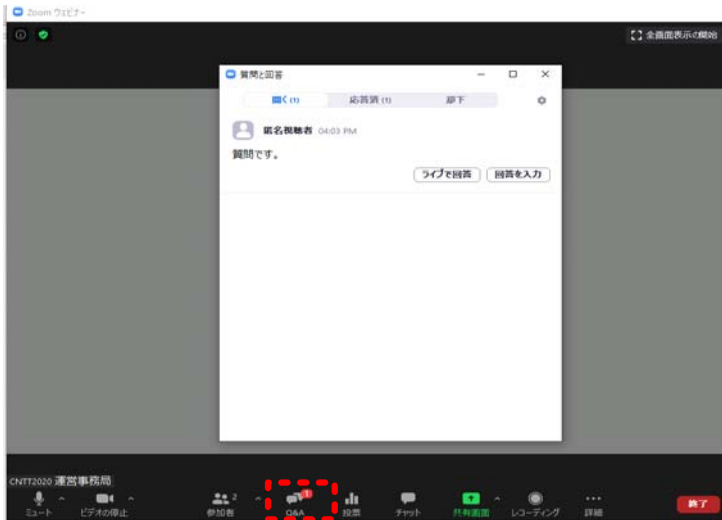 Zoom ウェビナー
全画面表示の開始
質問と回答
開く (1) 応答済 (1) 却下
匿名視聴者 04:03 PM
質問です。
ライブで回答 回答を入力
CNTT2020 運営事務局
ミュート ビデオの停止 参加者 2 Q&A 1 投票 チャット 共有画面 レコーディング 詳細 終了